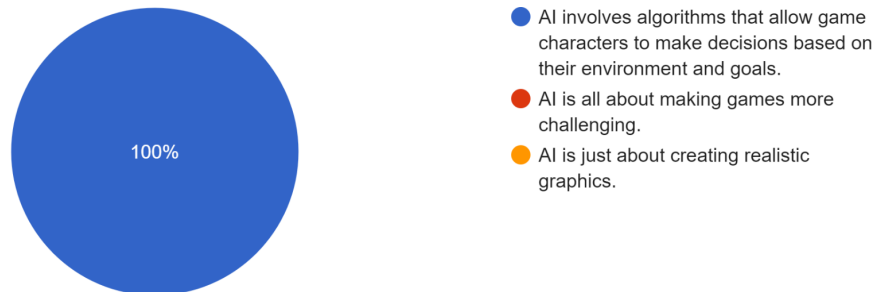 100%
AI involves algorithms that allow game
characters to make decisions based on
their environment and goals.
AI is all about making games more
challenging.
AI is just about creating realistic
graphics.